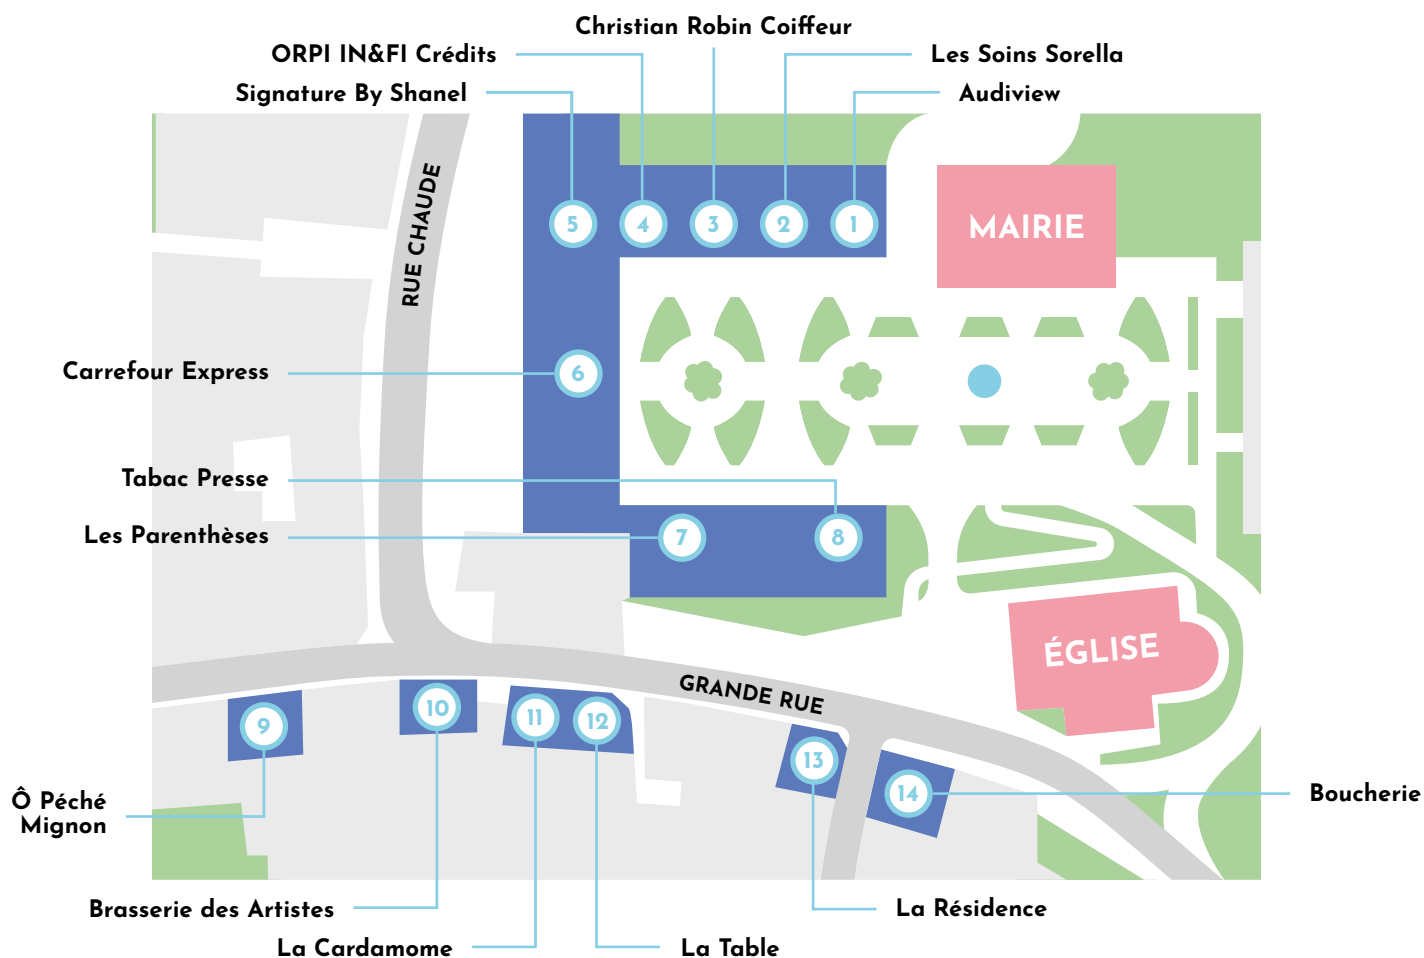 Christian Robin Coiffeur
ORPI IN&FI Crédits
Les Soins Sorella
Signature By Shanel
Audiview
RUE CHAUDE
5
4
3
2
1
MAIRIE
Carrefour Express
6
Tabac Presse
Les Parenthèses
7
8
ÉGLISE
GRANDE RUE
9
10
11
12
13
14
Ô Péché
Mignon
Boucherie
Brasserie des Artistes
La Résidence
La Cardamome
La Table